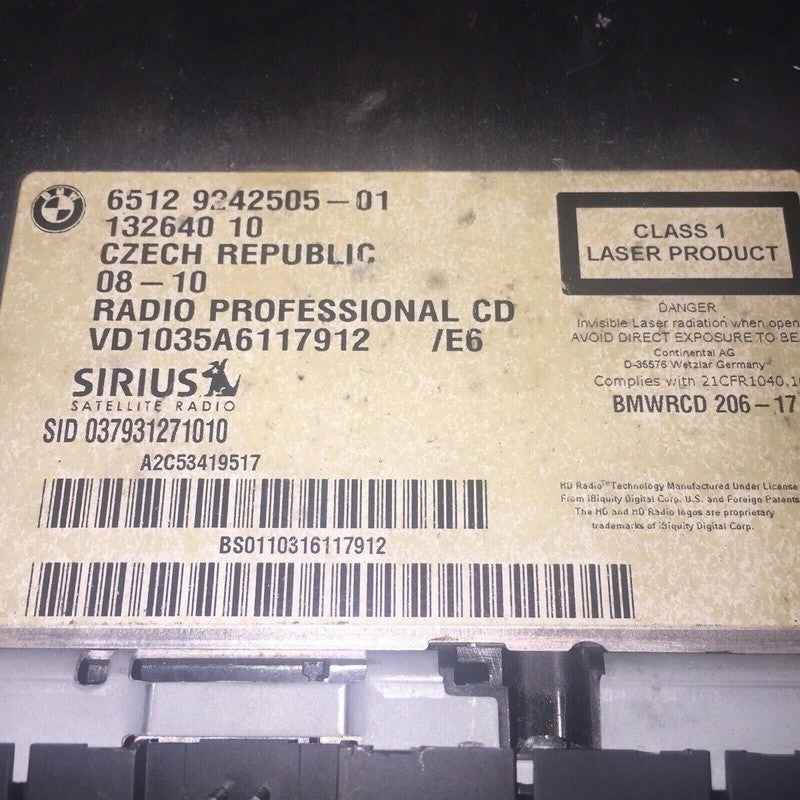 BMW
6512 9242505-01
132640 10
CZECH REPUBLIC
08-10
RADIO PROFESSIONAL CD
VD1035A6117912 /E6
SIRIUS
SATELLITE RADIO
SID 037931271010
A2C53419517
BS0110316117912
CLASS 1
LASER PRODUCT
DANGER
Invisible Laser radiation when open
AVOID DIRECT EXPOSURE TO BE
Continental AG
D-35576 Wetzlar Germany
Complies with 21CFR1040.1
BMWRCD 206-17
HD Radio™ Technology Manufactured Under License
From iBiquity Digital Corp. U.S. and Foreign Patents
The HD and HD Radio logos are proprietary
trademarks of iBiquity Digital Corp.